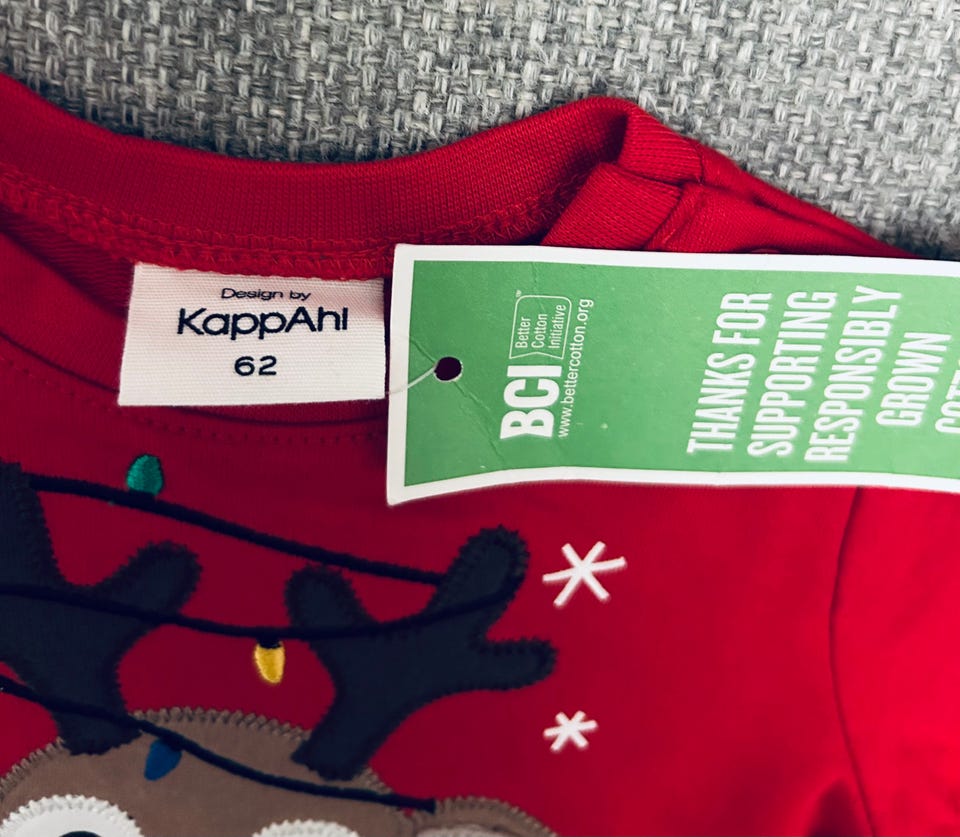 Design by
KappAhl
62
BCI
Better
Cotton
Initiative
www.bettercotton.org
THANKS FOR
SUPPORTING
RESPONSIBLY
GROWN